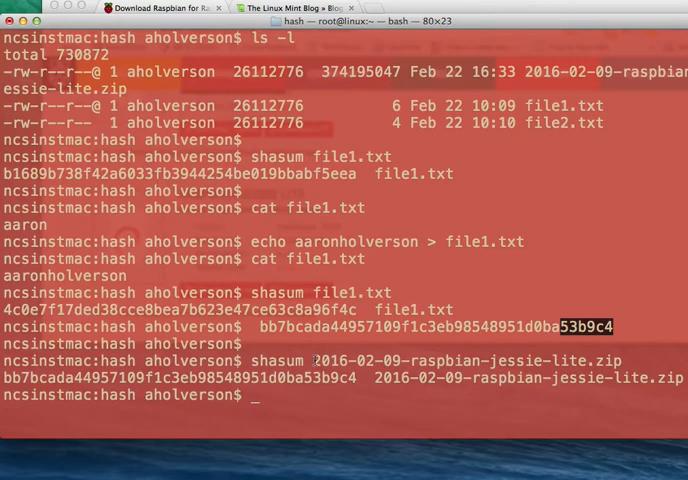 Download Raspbian for Ra
The Linux Mint Blog » Blog
hash — root@linux:~ — bash — 80×23
ncsinstmac:hash aholverson$ ls -l
total 730872
-rw-r--r--@ 1 aholverson  26112776  374195047 Feb 22 16:33 2016-02-09-raspbian-j
essie-lite.zip
-rw-r--r--@ 1 aholverson  26112776          6 Feb 22 10:09 file1.txt
-rw-r--r--  1 aholverson  26112776          4 Feb 22 10:10 file2.txt
ncsinstmac:hash aholverson$
ncsinstmac:hash aholverson$ shasum file1.txt
b1689b738f42a6033fb3944254be019bbabf5eea  file1.txt
ncsinstmac:hash aholverson$
ncsinstmac:hash aholverson$ cat file1.txt
aaron
ncsinstmac:hash aholverson$ echo aaronholverson > file1.txt
ncsinstmac:hash aholverson$ cat file1.txt
aaronholverson
ncsinstmac:hash aholverson$ shasum file1.txt
4c0e7f17ded38cce8bea7b623e47ce63c8a96f4c  file1.txt
ncsinstmac:hash aholverson$  bb7bcada44957109f1c3eb98548951d0ba53b9c4
ncsinstmac:hash aholverson$
ncsinstmac:hash aholverson$ shasum 2016-02-09-raspbian-jessie-lite.zip
bb7bcada44957109f1c3eb98548951d0ba53b9c4  2016-02-09-raspbian-jessie-lite.zip
ncsinstmac:hash aholverson$ _